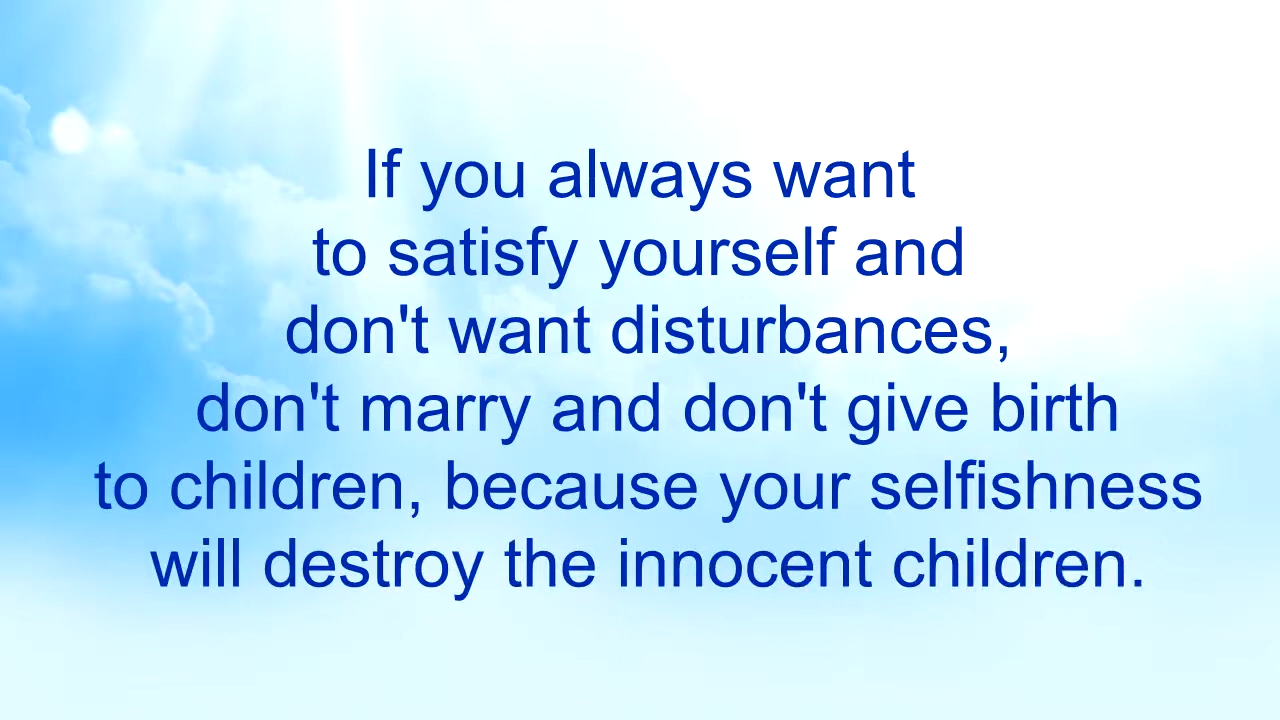 If you always want
to satisfy yourself and
don't want disturbances,
don't marry and don't give birth
to children, because your selfishness
will destroy the innocent children.